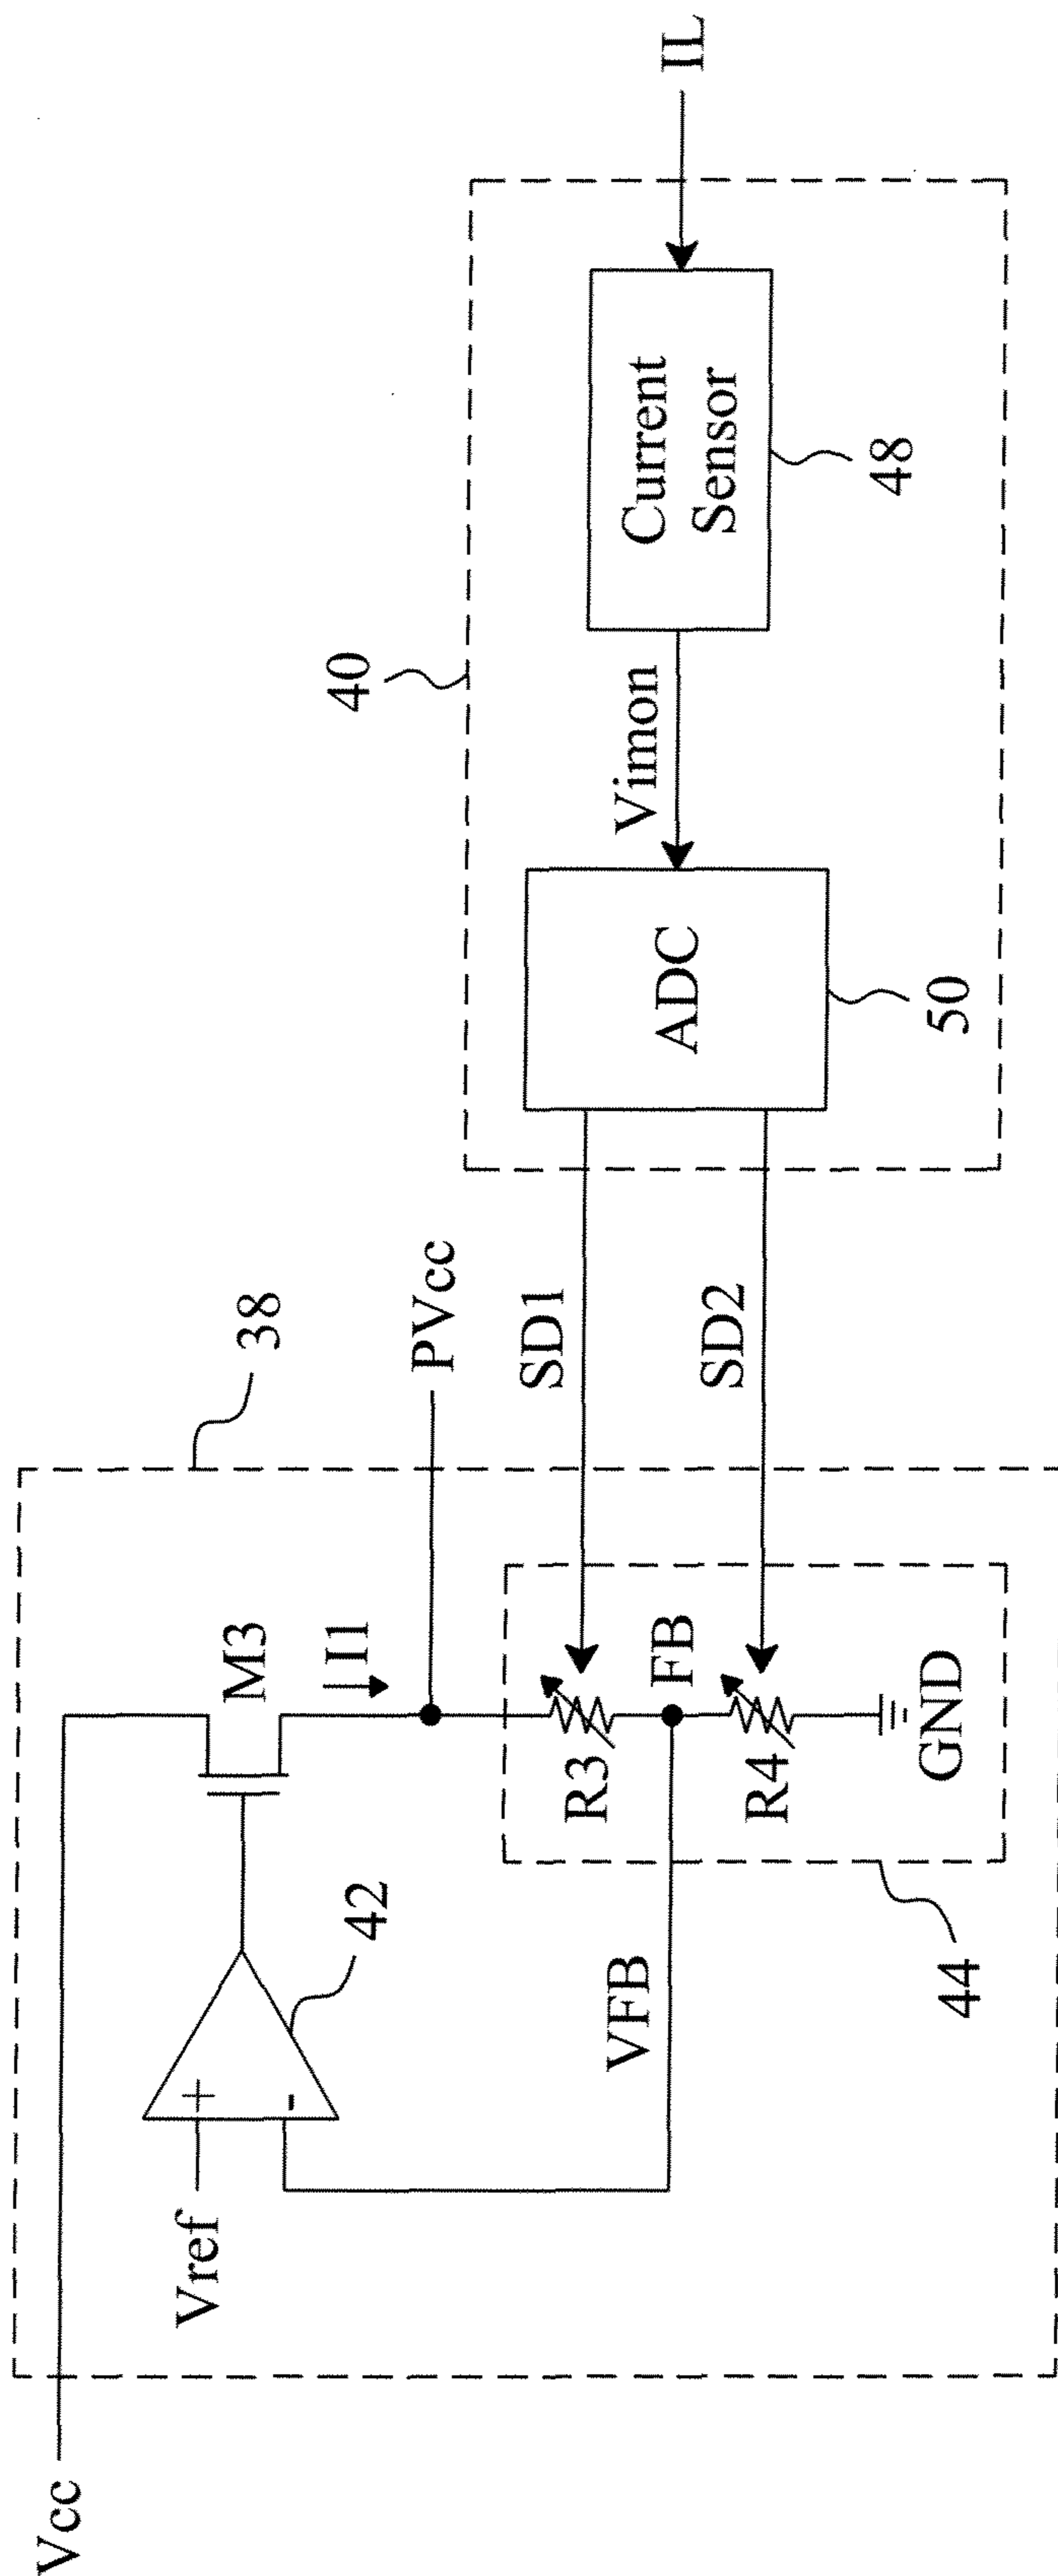 Vcc
38
M3
I1
Vref
+
-
42
PVcc
40
R3
SD1
VFB
FB
R4
SD2
44
GND
ADC
50
Vimon
Current
Sensor
48
IL